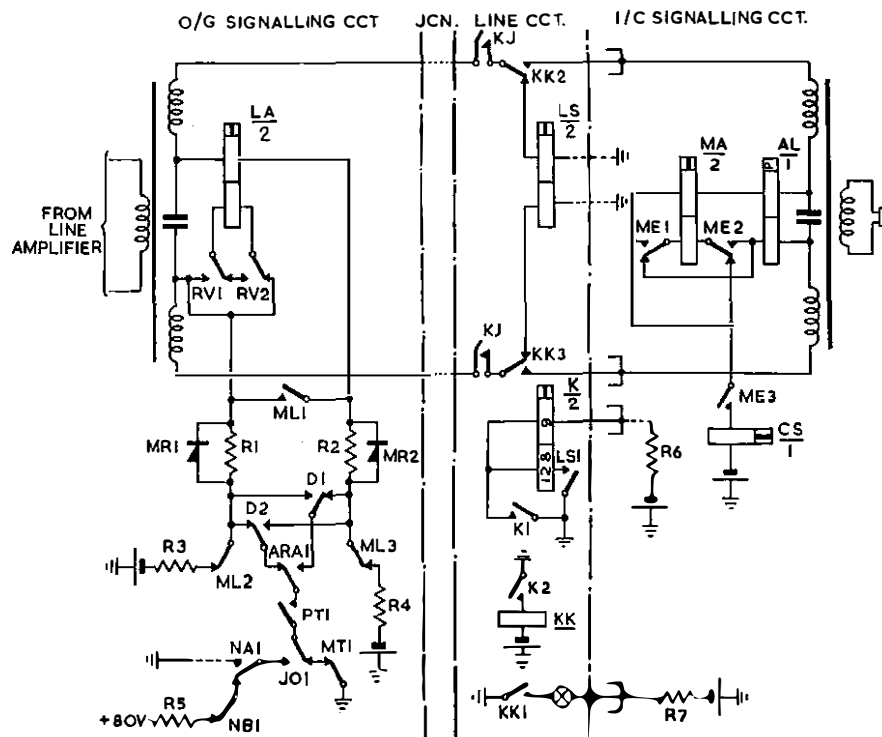 O/G SIGNALLING CCT
JCN. LINE CCT.
I/C SIGNALLING CCT.
KJ
KK2
LA
2
LS
2
MA
2
AL
1
P
FROM
LINE
AMPLIFIER
ME1
ME2
RV1
RV2
KJ
KK3
ML1
K
2
ME3
MR1
R1
R2
MR2
9
LS1
R6
CS
1
D1
128
D2
K1
R3
ARA1
ML3
ML2
K2
R4
PT1
KK
NA1
MT1
JO1
R5
KK1
R7
+80V
NB1